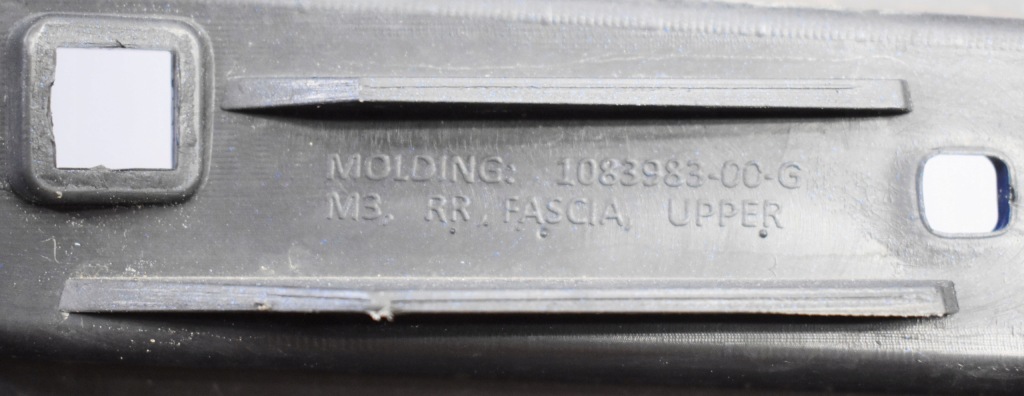 MOLDING: 1083983-00-G
M3, RR, FASCIA, UPPER